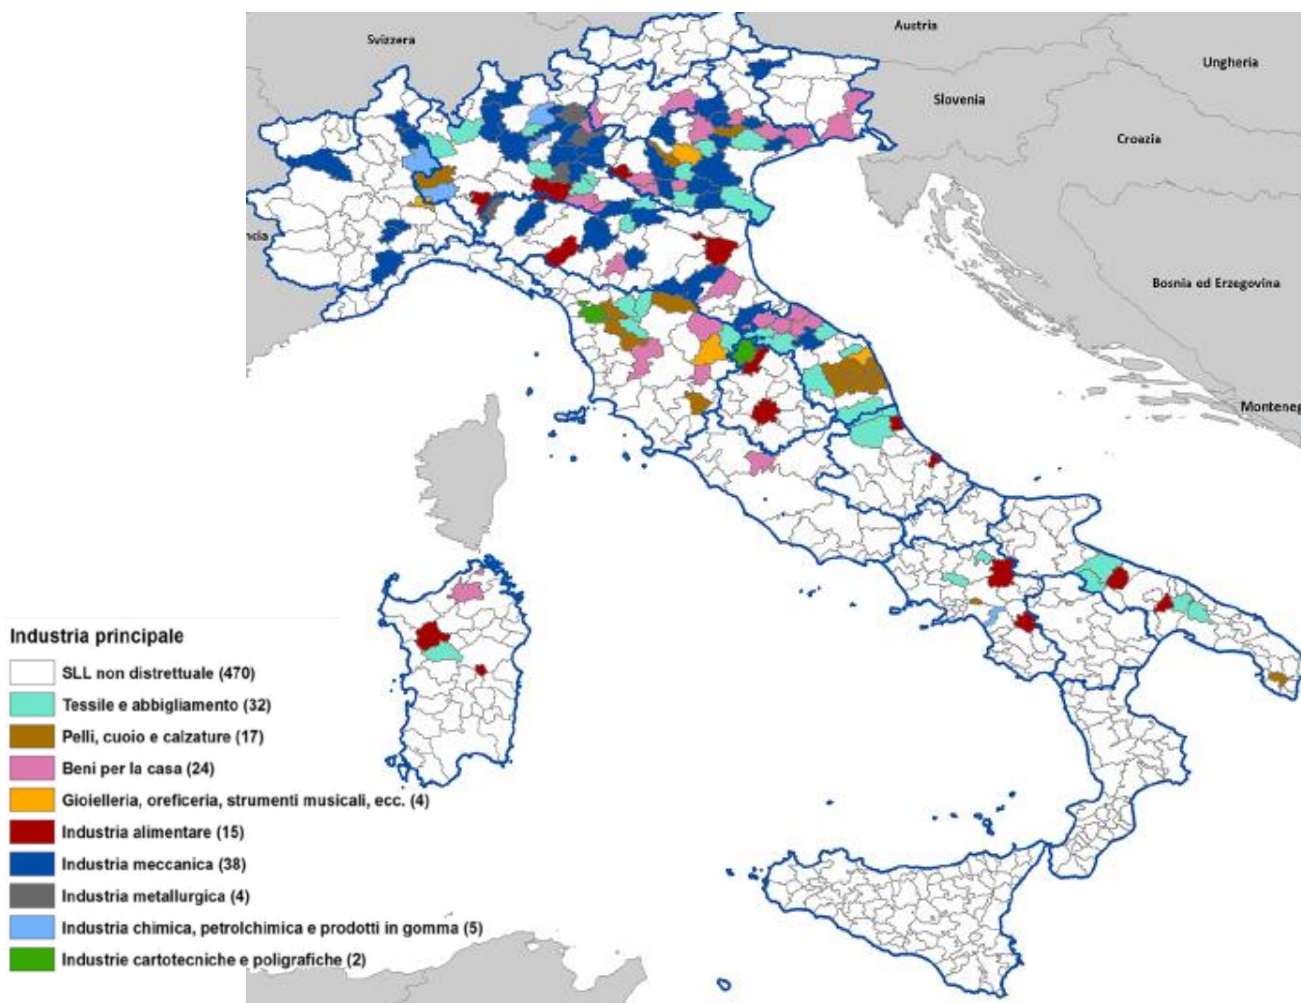 Svizzera
Austria
Ungheria
Slovenia
Croazia
ncia
Bosnia ed Erzegovina
Monteneg
Industria principale
SLL non distrettuale (470)
Tessile e abbigliamento (32)
Pelli, cuoio e calzature (17)
Beni per la casa (24)
Gioielleria, oreficeria, strumenti musicali, ecc. (4)
Industria alimentare (15)
Industria meccanica (38)
Industria metallurgica (4)
Industria chimica, petrolchimica e prodotti in gomma (5)
Industrie cartotecniche e poligrafiche (2)